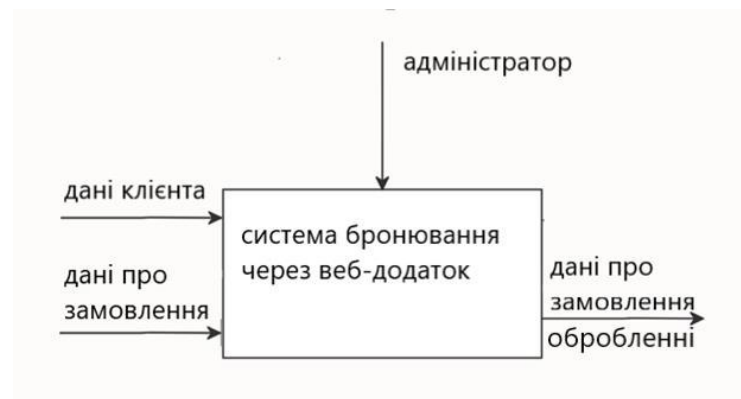 адміністратор
дані клієнта
система бронювання
через веб-додаток
дані про
замовлення
дані про
замовлення
обробленні